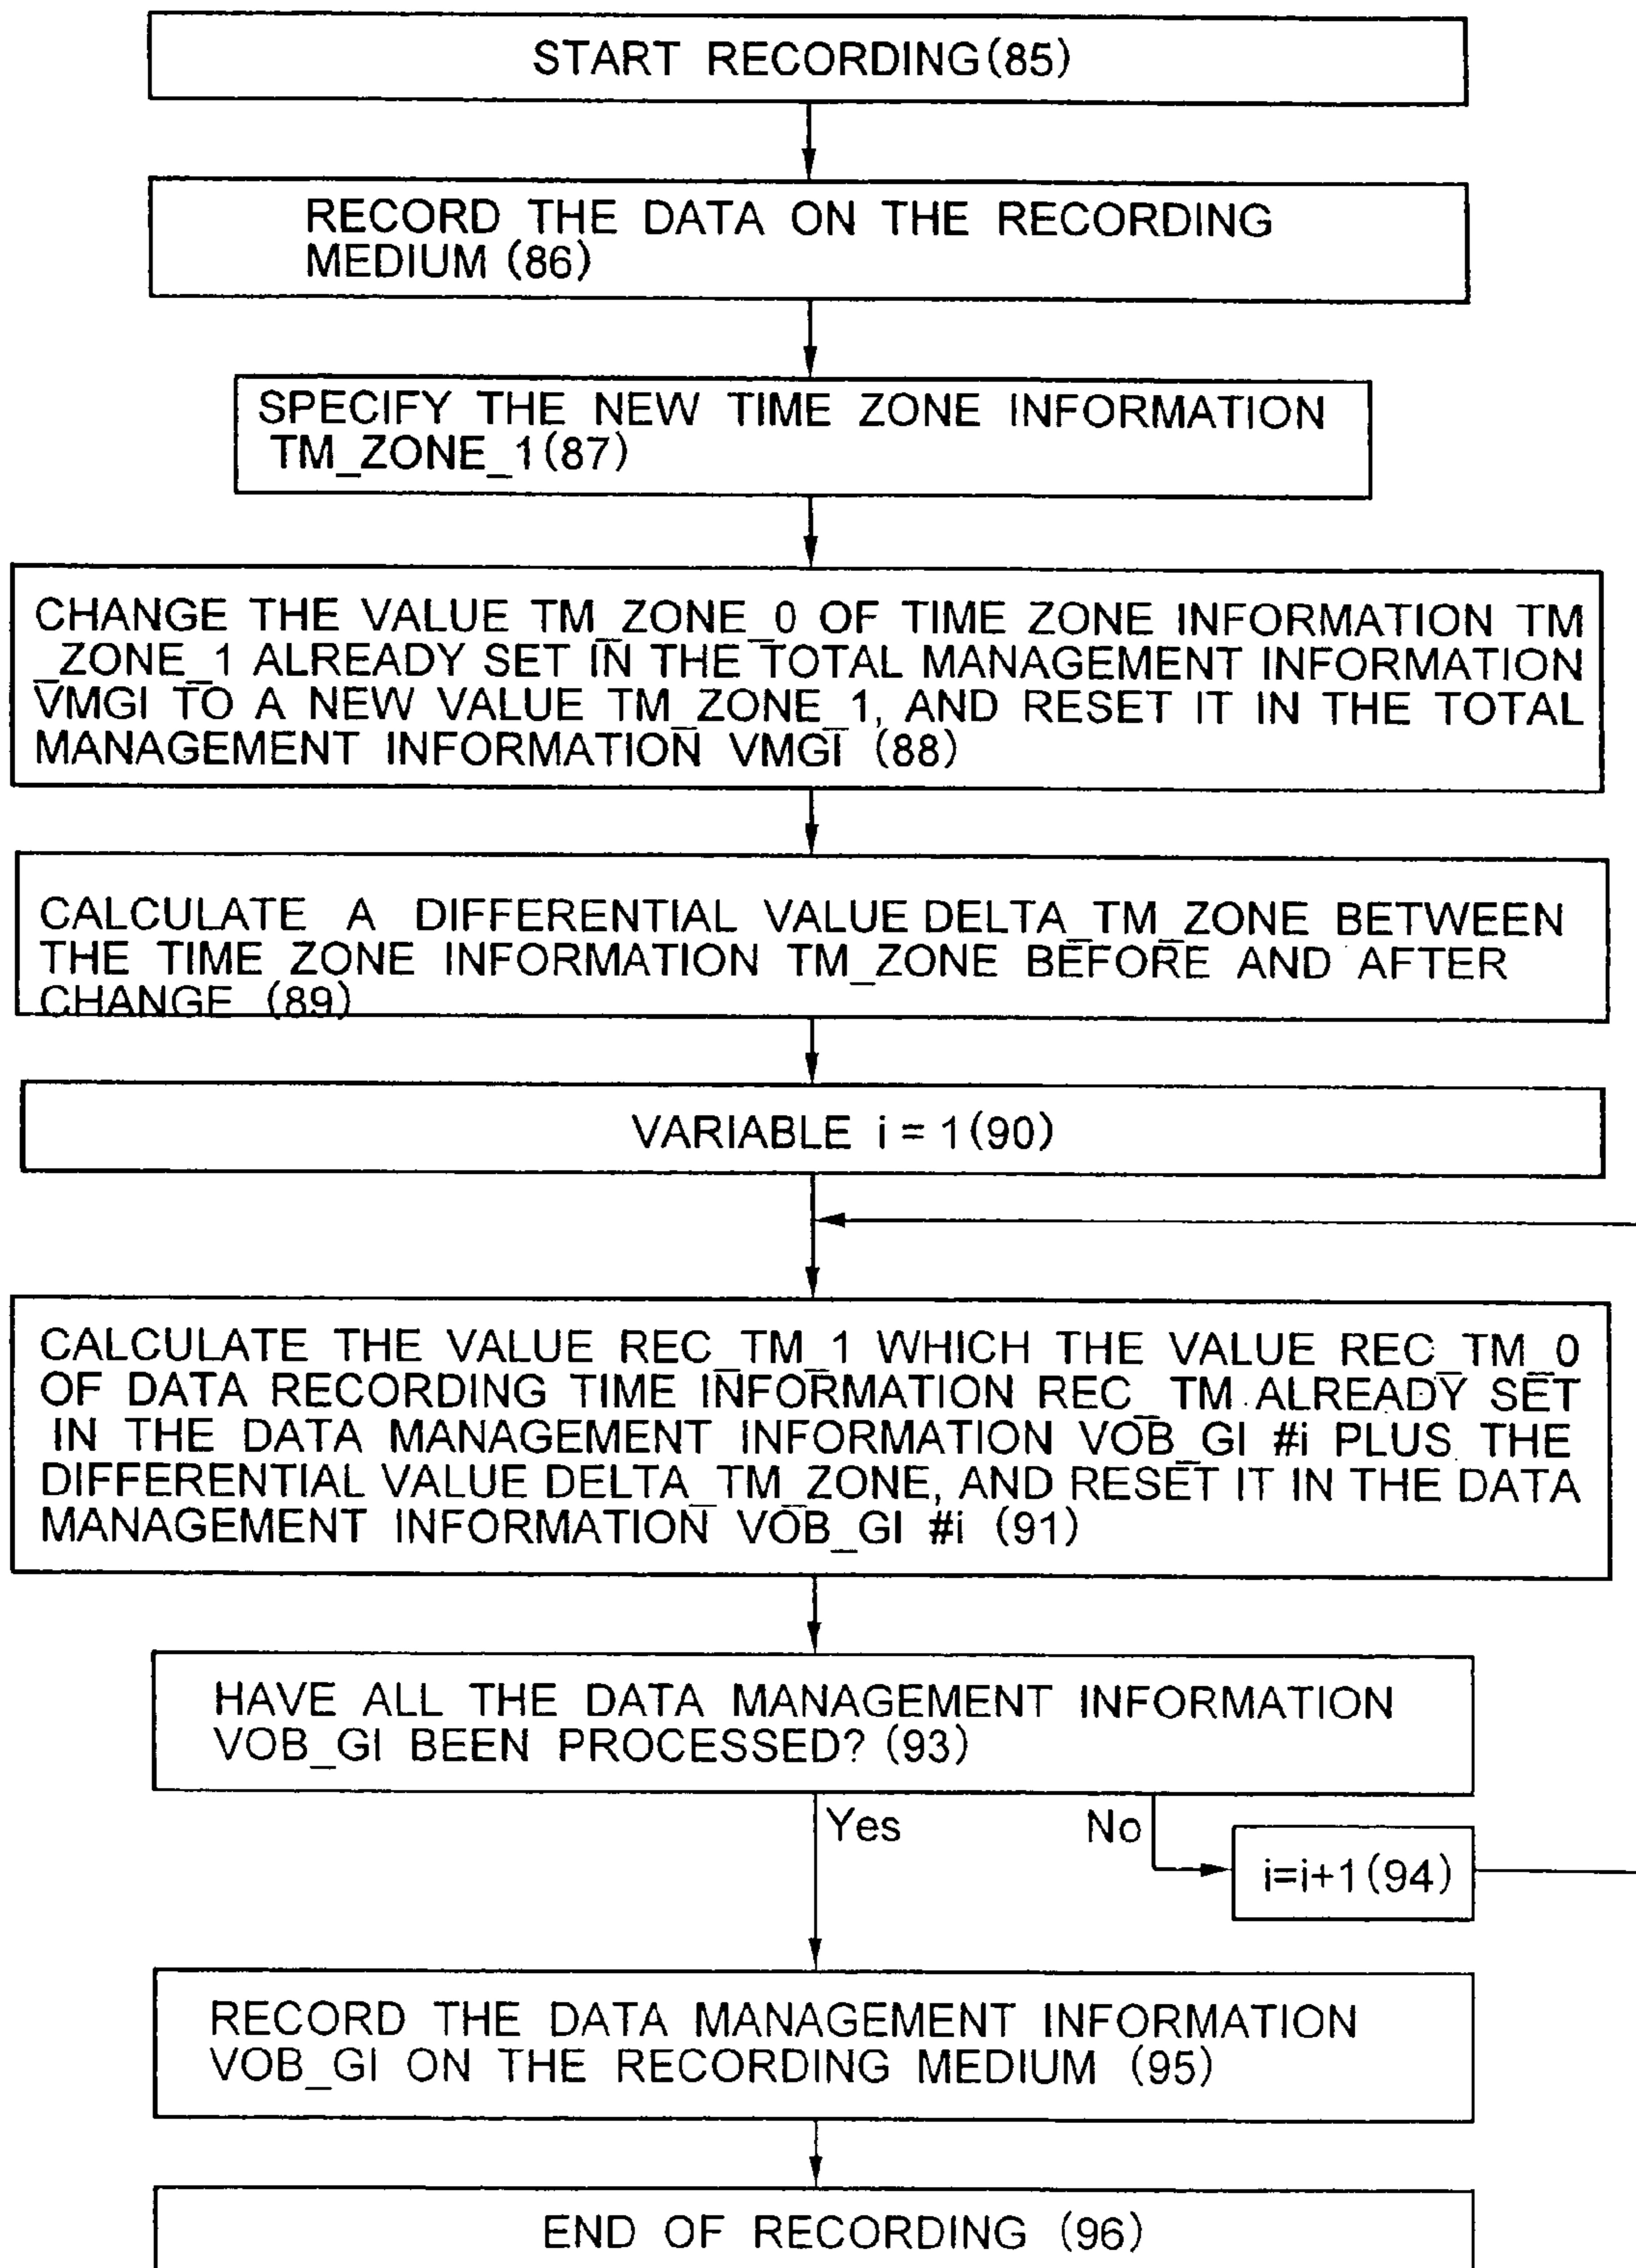 START RECORDING(85)
RECORD THE DATA ON THE RECORDING
MEDIUM (86)
SPECIFY THE NEW TIME ZONE INFORMATION
TM_ZONE_1(87)
CHANGE THE VALUE TM_ZONE_0 OF TIME ZONE INFORMATION TM
_ZONE_1 ALREADY SET IN THE TOTAL MANAGEMENT INFORMATION
VMGI TO A NEW VALUE TM_ZONE_1, AND RESET IT IN THE TOTAL
MANAGEMENT INFORMATION VMGI (88)
CALCULATE A DIFFERENTIAL VALUE DELTA_TM_ZONE BETWEEN
THE TIME ZONE INFORMATION TM_ZONE BEFORE AND AFTER
CHANGE (89)
VARIABLE i = 1(90)
CALCULATE THE VALUE REC_TM_1 WHICH THE VALUE REC_TM_0
OF DATA RECORDING TIME INFORMATION REC_TM ALREADY SET
IN THE DATA MANAGEMENT INFORMATION VOB_GI #i PLUS THE
DIFFERENTIAL VALUE DELTA_TM_ZONE, AND RESET IT IN THE DATA
MANAGEMENT INFORMATION VOB_GI #i (91)
HAVE ALL THE DATA MANAGEMENT INFORMATION
VOB_GI BEEN PROCESSED? (93)
Yes No
i=i+1(94)
RECORD THE DATA MANAGEMENT INFORMATION
VOB_GI ON THE RECORDING MEDIUM (95)
END OF RECORDING (96)